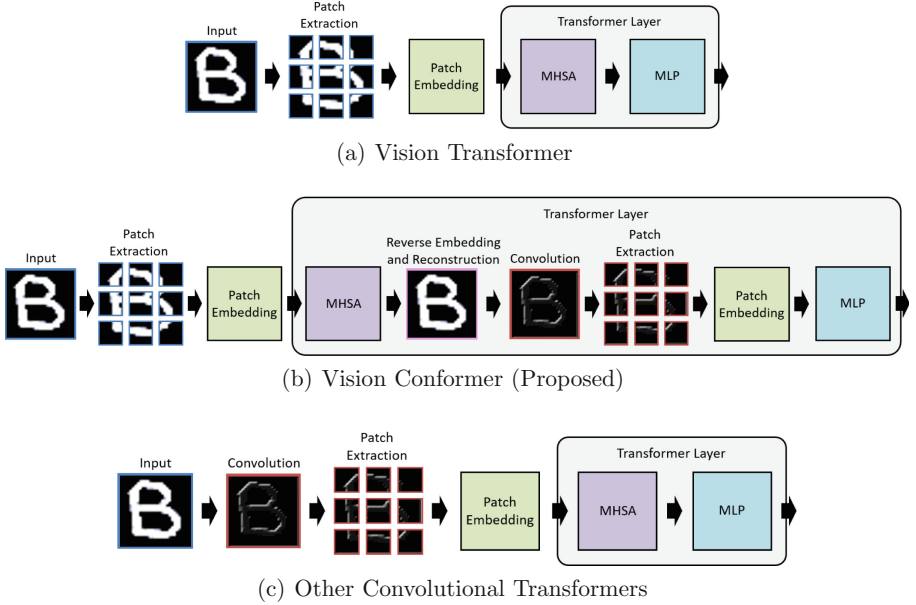 Input
Patch
Extraction
Patch
Embedding
Transformer Layer
MHSA
MLP
(a) Vision Transformer
Input
Patch
Extraction
Patch
Embedding
Transformer Layer
MHSA
Reverse Embedding
and Reconstruction
Convolution
Patch
Extraction
Patch
Embedding
MLP
(b) Vision Conformer (Proposed)
Input
Convolution
Patch
Extraction
Patch
Embedding
Transformer Layer
MHSA
MLP
(c) Other Convolutional Transformers